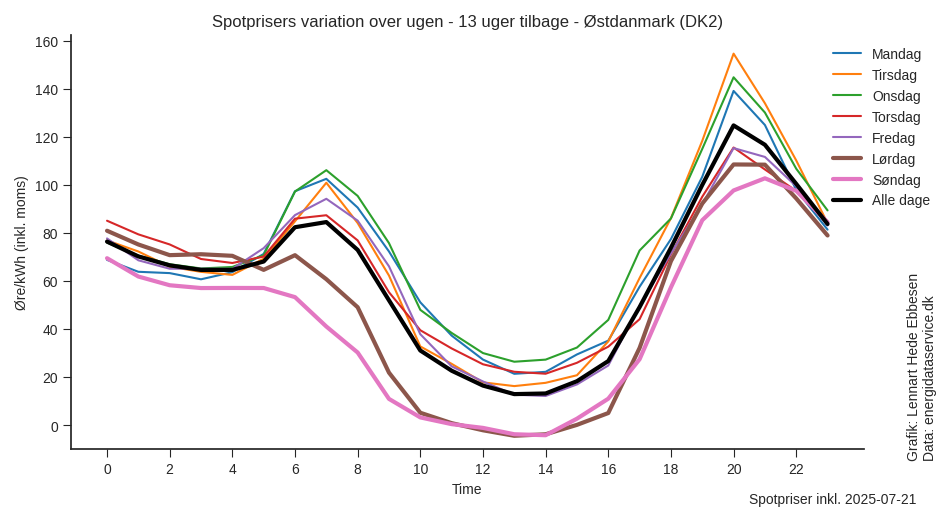 Spotprisers variation over ugen - 13 uger tilbage - Østdanmark (DK2)
Øre/kWh (inkl. moms)
160
140
120
100
80
60
40
20
0
0 2 4 6 8 10 12 14 16 18 20 22
Time
Mandag
Tirsdag
Onsdag
Torsdag
Fredag
Lørdag
Søndag
Alle dage
Grafik: Lennart Hede Ebbesen
Data: energidataservice.dk
Spotpriser inkl. 2025-07-21